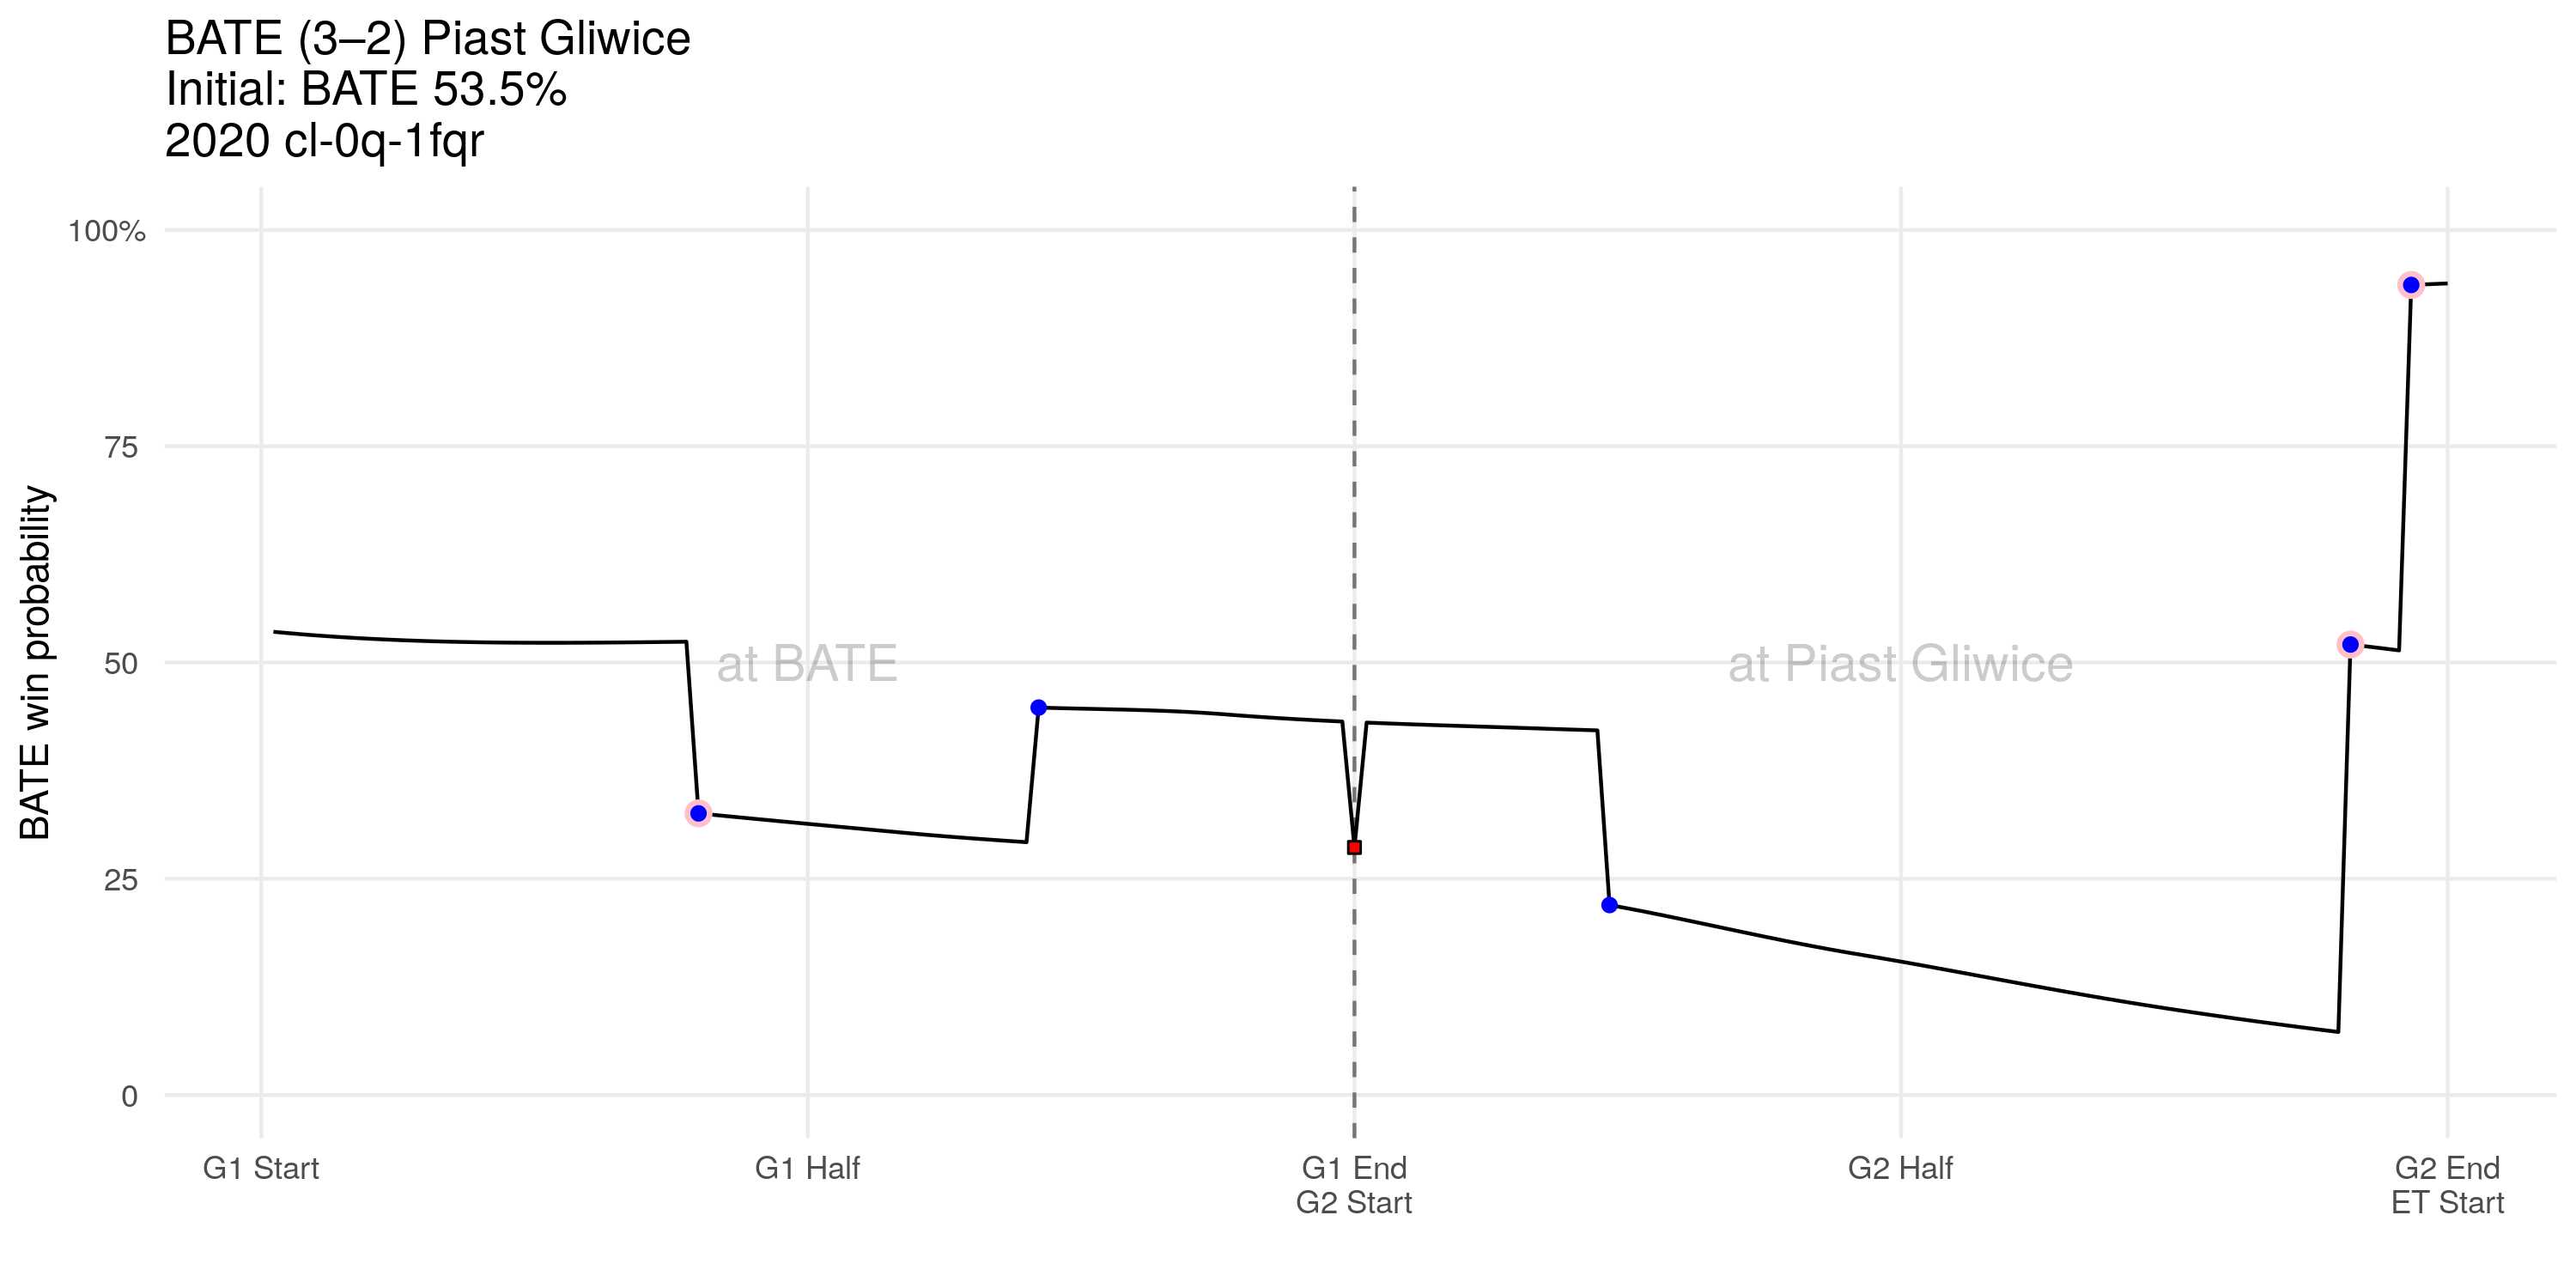 BATE (3–2) Piast Gliwice
Initial: BATE 53.5%
2020 cl-0q-1fqr
BATE win probability
100%
75
50
25
0
at BATE
at Piast Gliwice
G1 Start
G1 Half
G1 End
G2 Start
G2 Half
G2 End
ET Start